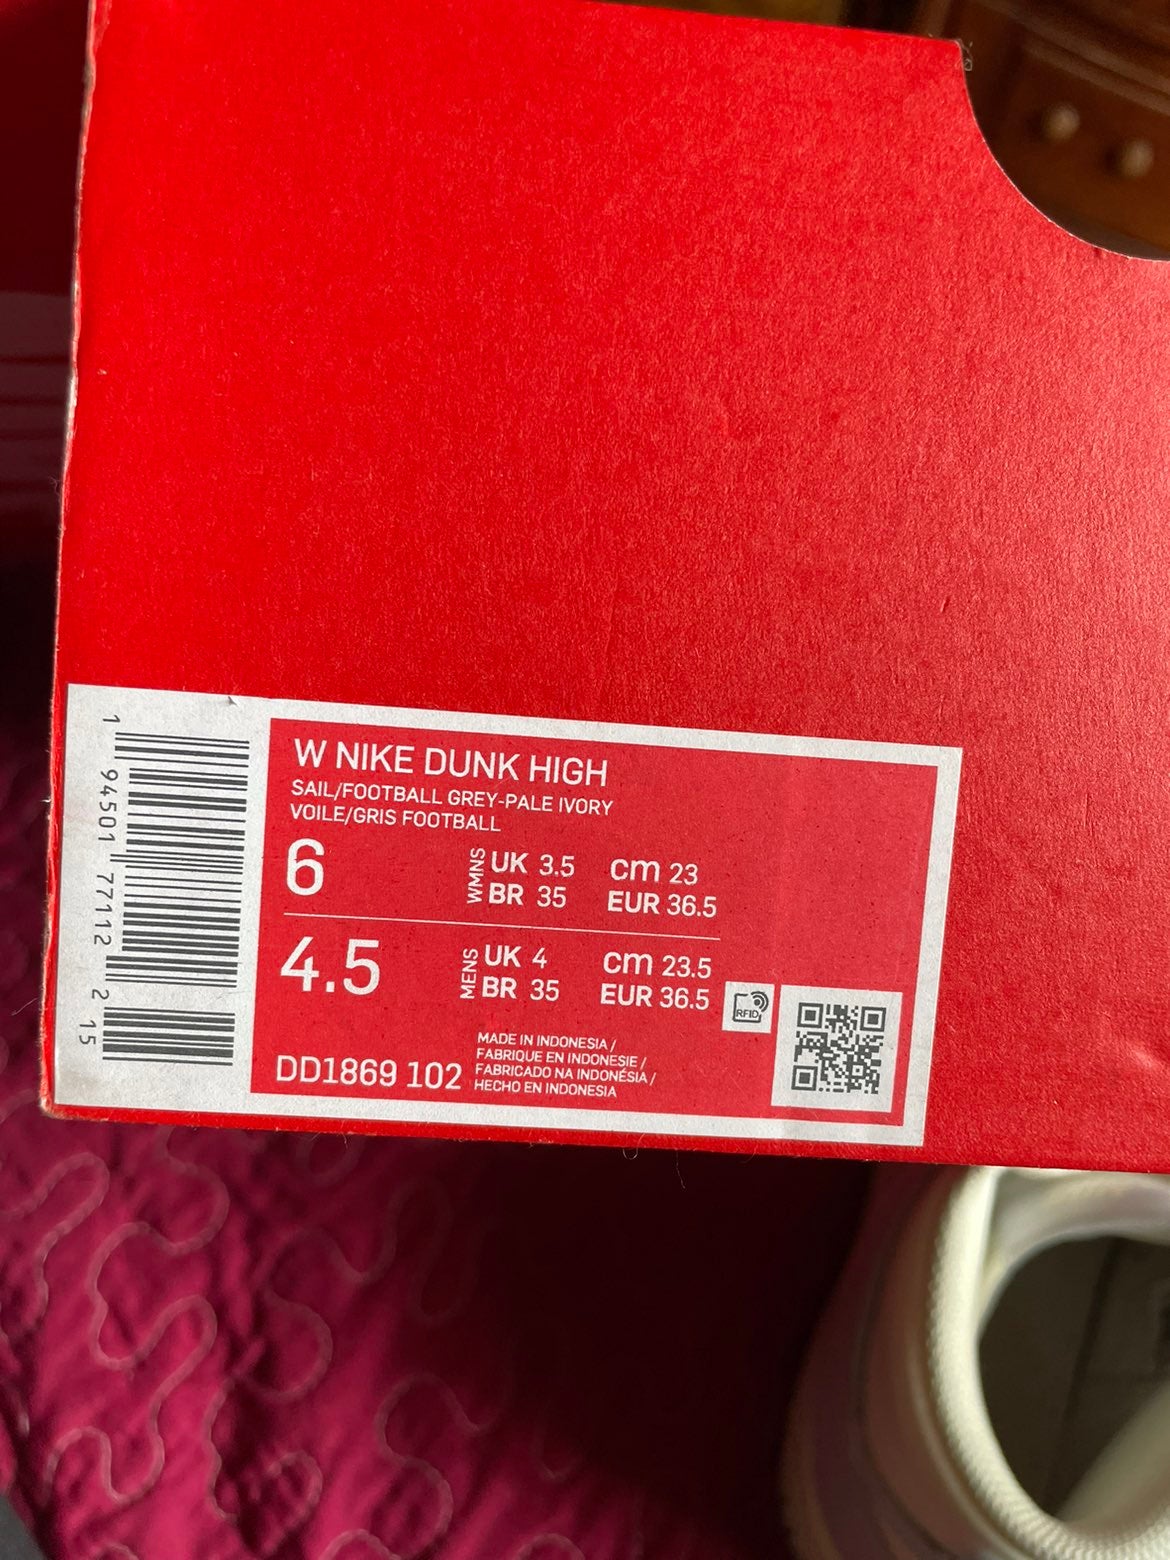 W NIKE DUNK HIGH
SAIL/FOOTBALL GREY-PALE IVORY
VOILE/GRIS FOOTBALL
6
WMNS
UK 3.5 cm 23
BR 35 EUR 36.5
4.5
MENS
UK 4 cm 23.5
BR 35 EUR 36.5
RFID
DD1869 102
MADE IN INDONESIA /
FABRIQUE EN INDONESIE /
FABRICADO NA INDONÉSIA /
HECHO EN INDONESIA
1 94501 77112 2 15